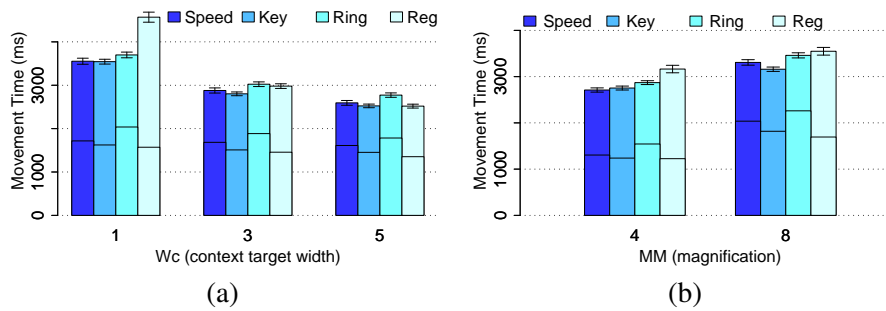 Speed Key Ring Reg
Movement Time (ms)
0 1000 3000
1 3 5
Wc (context target width)
(a)
Speed Key Ring Reg
Movement Time (ms)
0 1000 3000
4 8
MM (magnification)
(b)